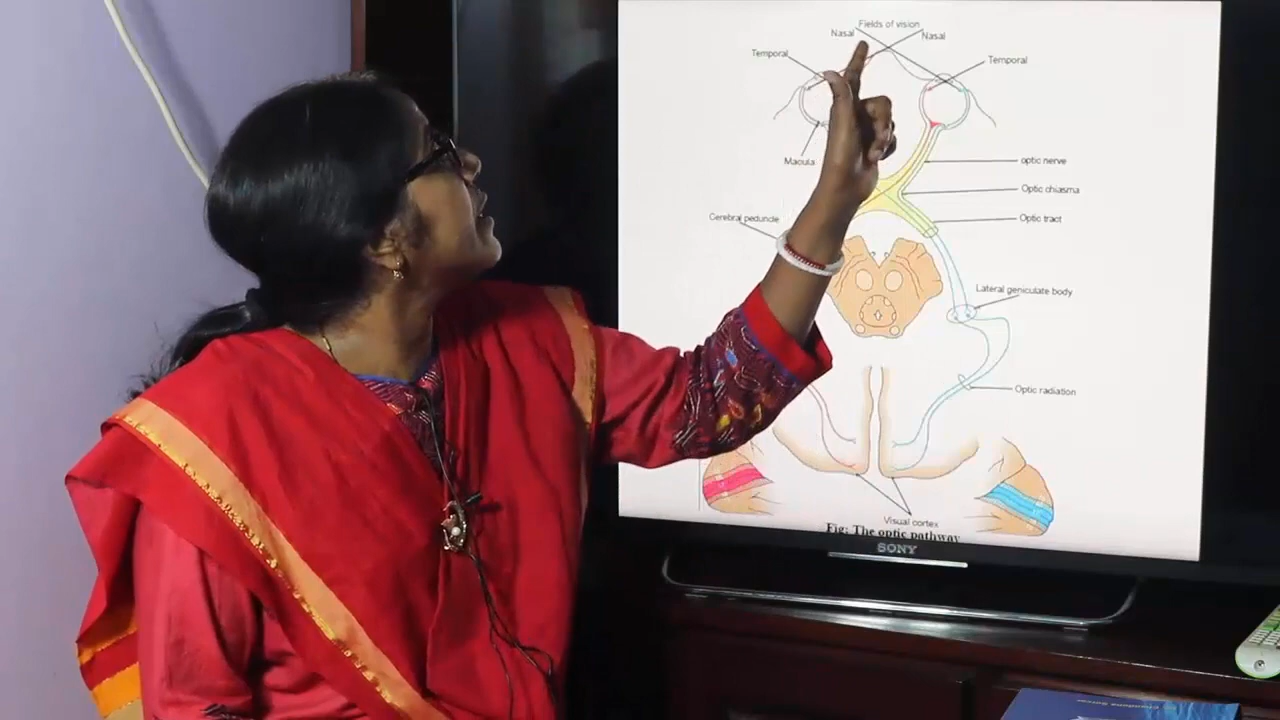 Fields of vision
Nasal
Nasal
Temporal
Temporal
Macula
optic nerve
Optic chiasma
Optic tract
Cerebral peduncle
Lateral geniculate body
Optic radiation
Visual cortex
Fig: The optic pathway
SONY